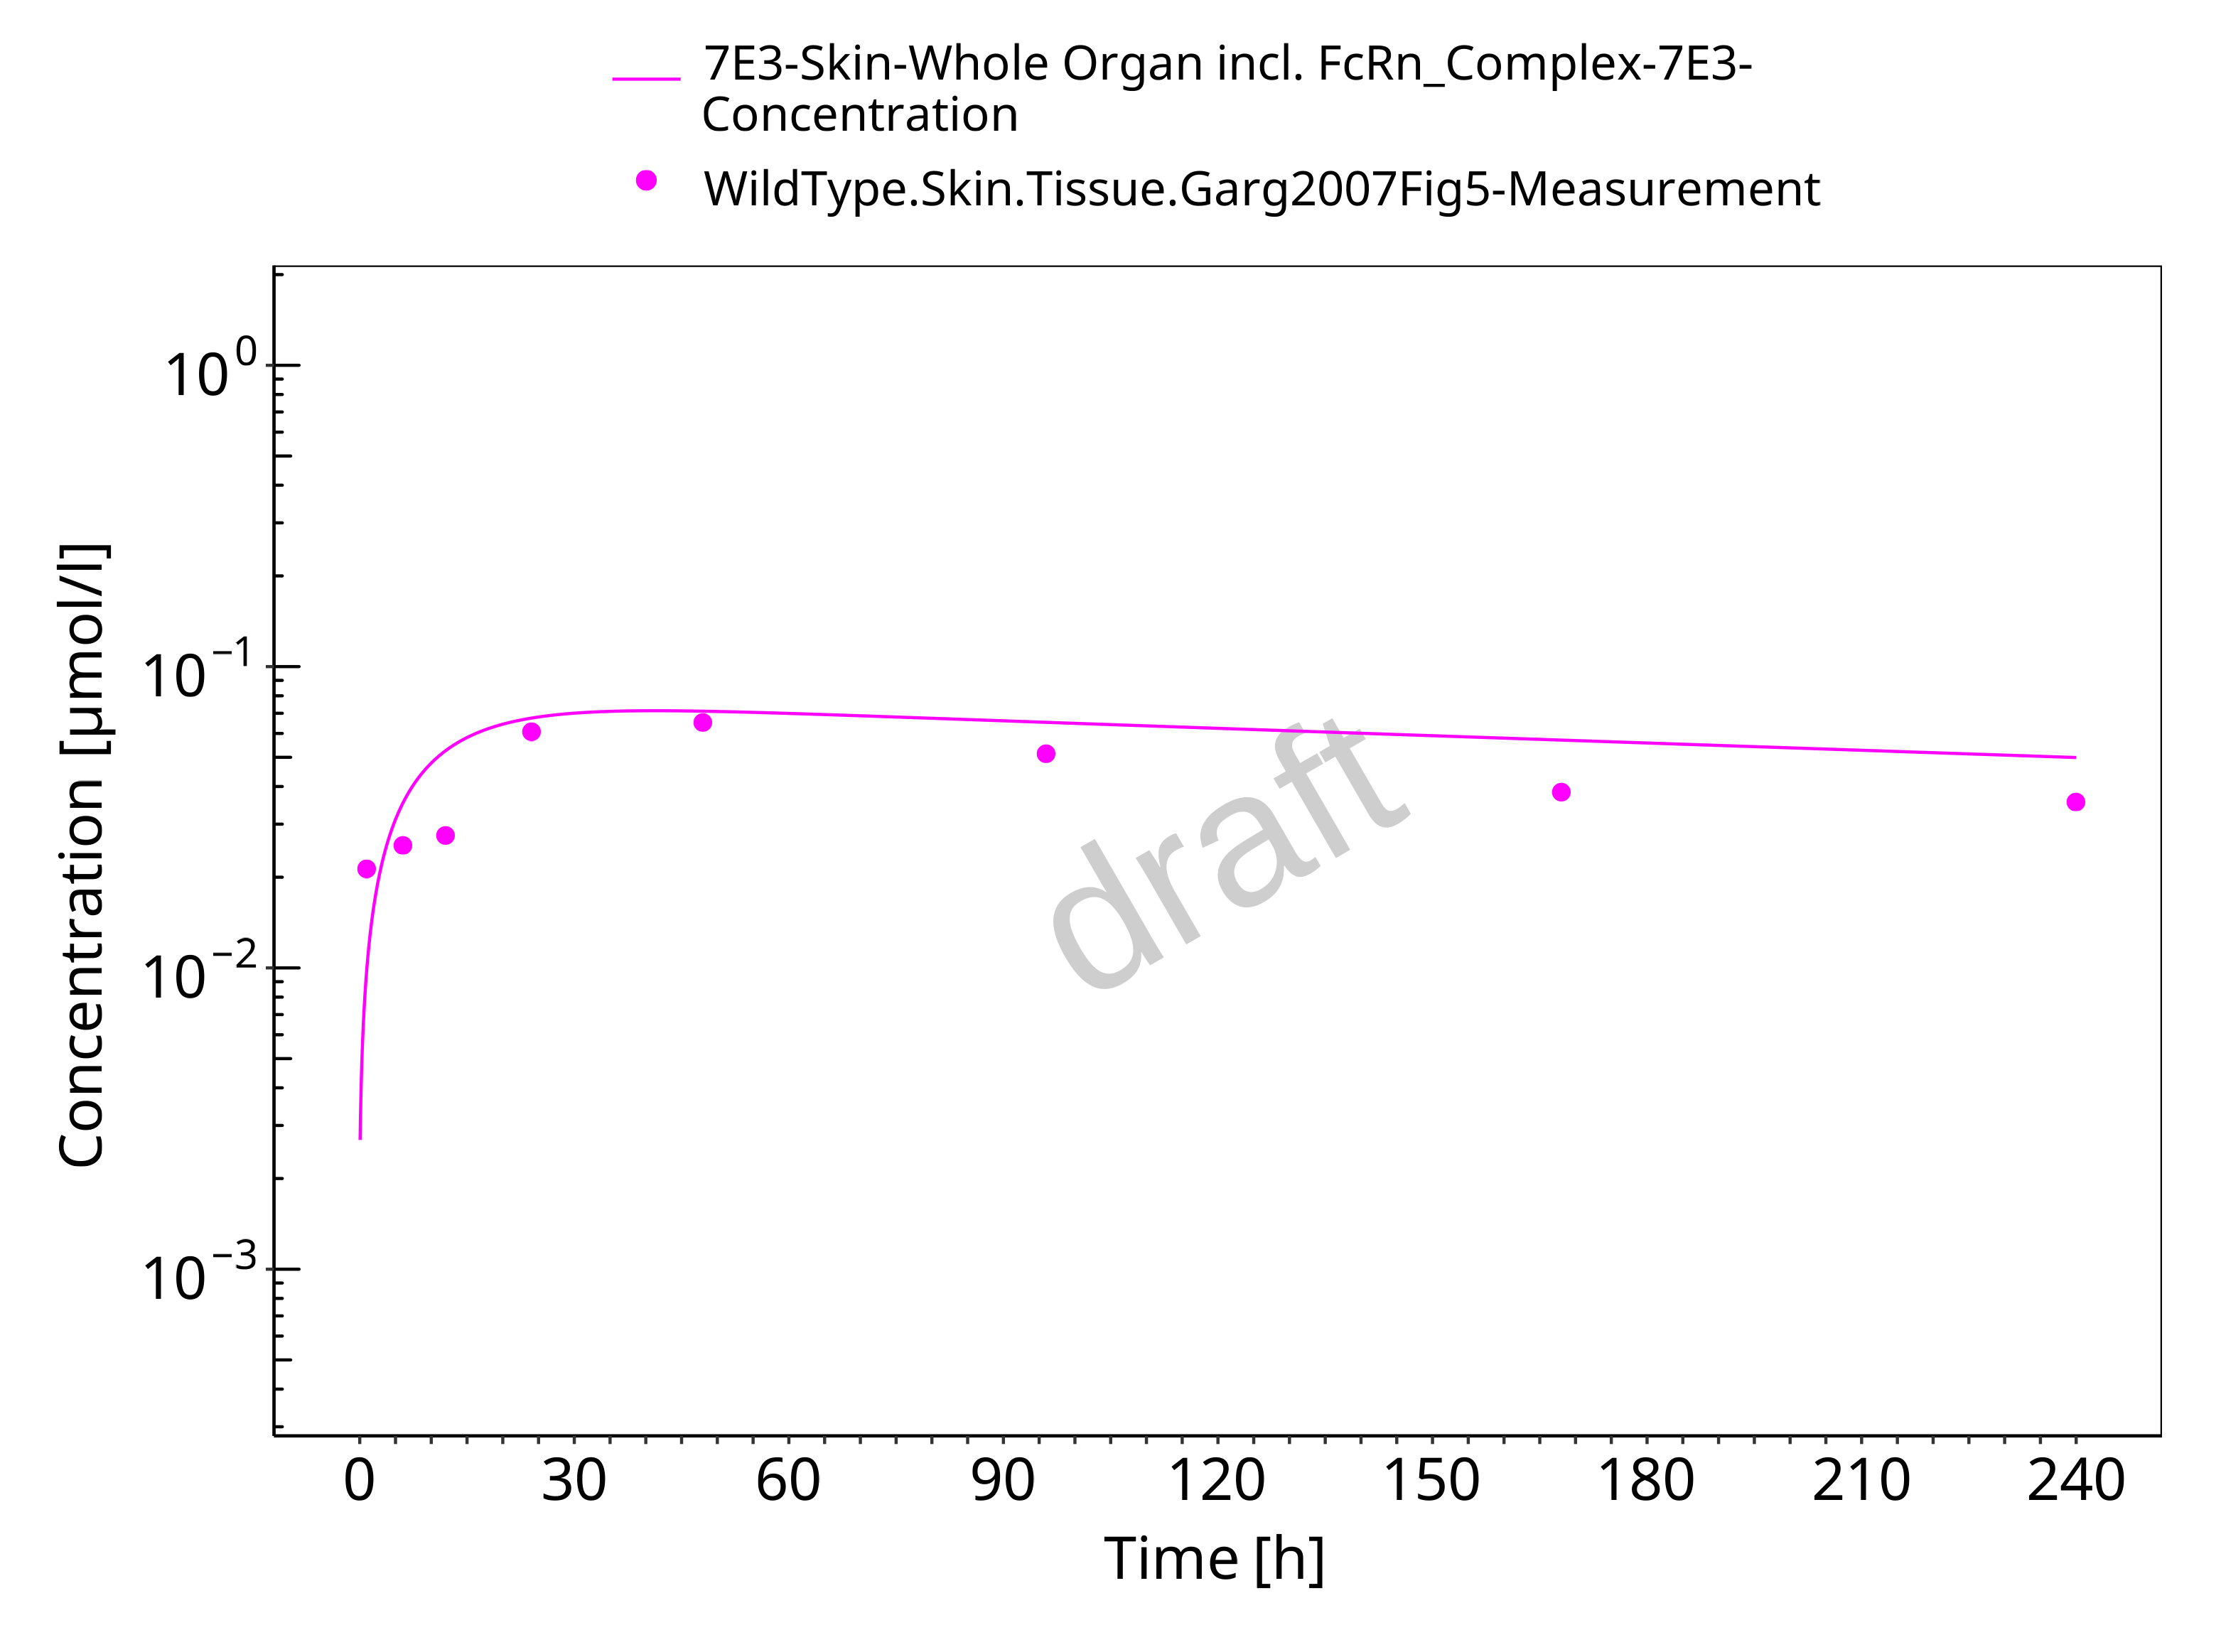 7E3-Skin-Whole Organ incl. FcRn_Complex-7E3-
Concentration
WildType.Skin.Tissue.Garg2007Fig5-Measurement
10^0
10^−1
10^−2
10^−3
Concentration [µmol/l]
draft
0 30 60 90 120 150 180 210 240
Time [h]